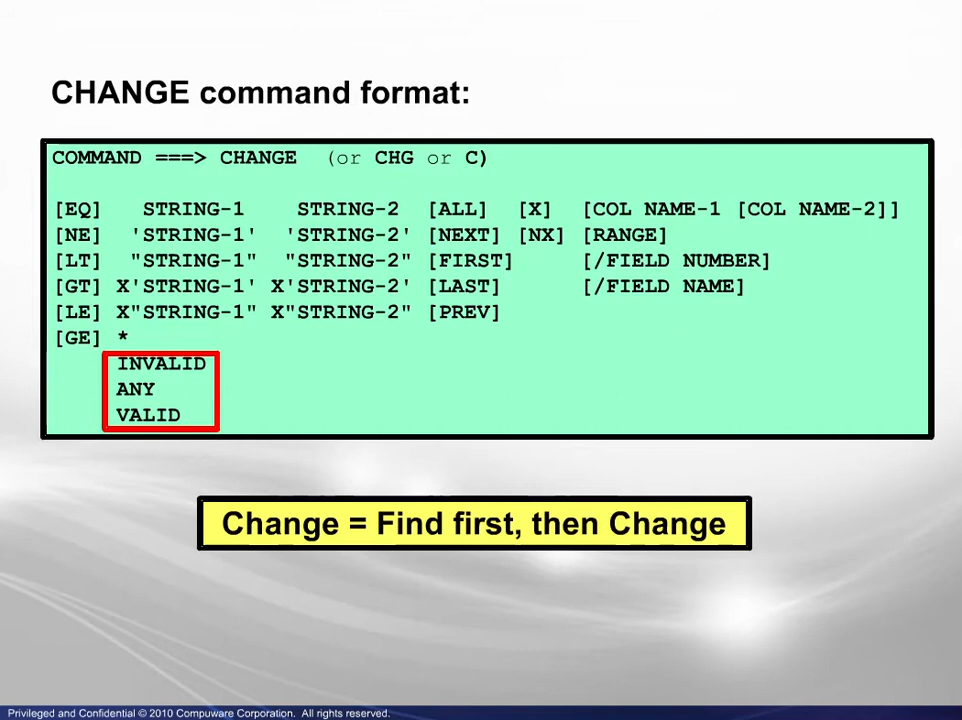 CHANGE command format:
COMMAND ===> CHANGE (or CHG or C)
[EQ] STRING-1 STRING-2 [ALL] [X] [COL NAME-1 [COL NAME-2]]
[NE] 'STRING-1' 'STRING-2' [NEXT] [NX] [RANGE]
[LT] "STRING-1" "STRING-2" [FIRST] [/FIELD NUMBER]
[GT] X'STRING-1' X'STRING-2' [LAST] [/FIELD NAME]
[LE] X"STRING-1" X"STRING-2" [PREV]
[GE] *
INVALID
ANY
VALID
Change = Find first, then Change
Privileged and Confidential © 2010 Compuware Corporation. All rights reserved.